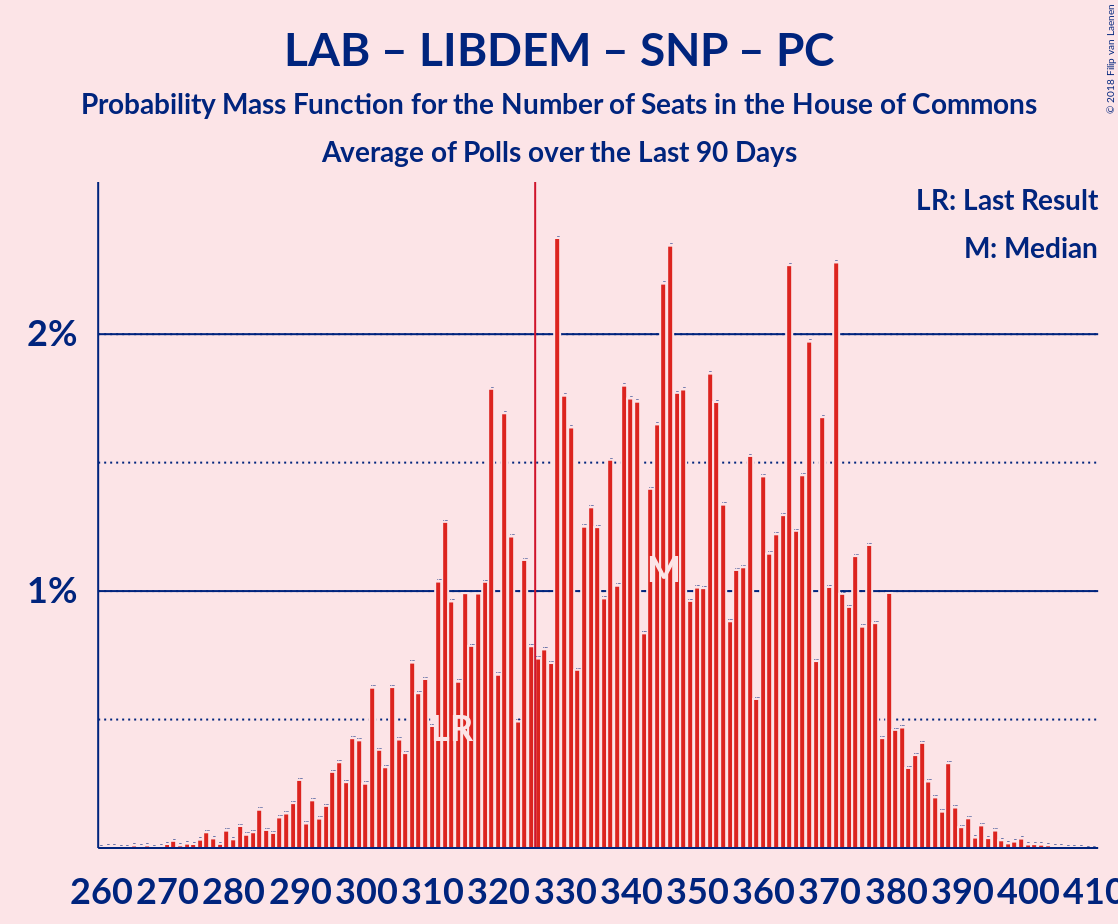 LAB – LIBDEM – SNP – PC
Probability Mass Function for the Number of Seats in the House of Commons
Average of Polls over the Last 90 Days
© 2018 Filip van Laenen
LR: Last Result
M: Median
2%
1%
M
LR
260 270 280 290 300 310 320 330 340 350 360 370 380 390 400 410